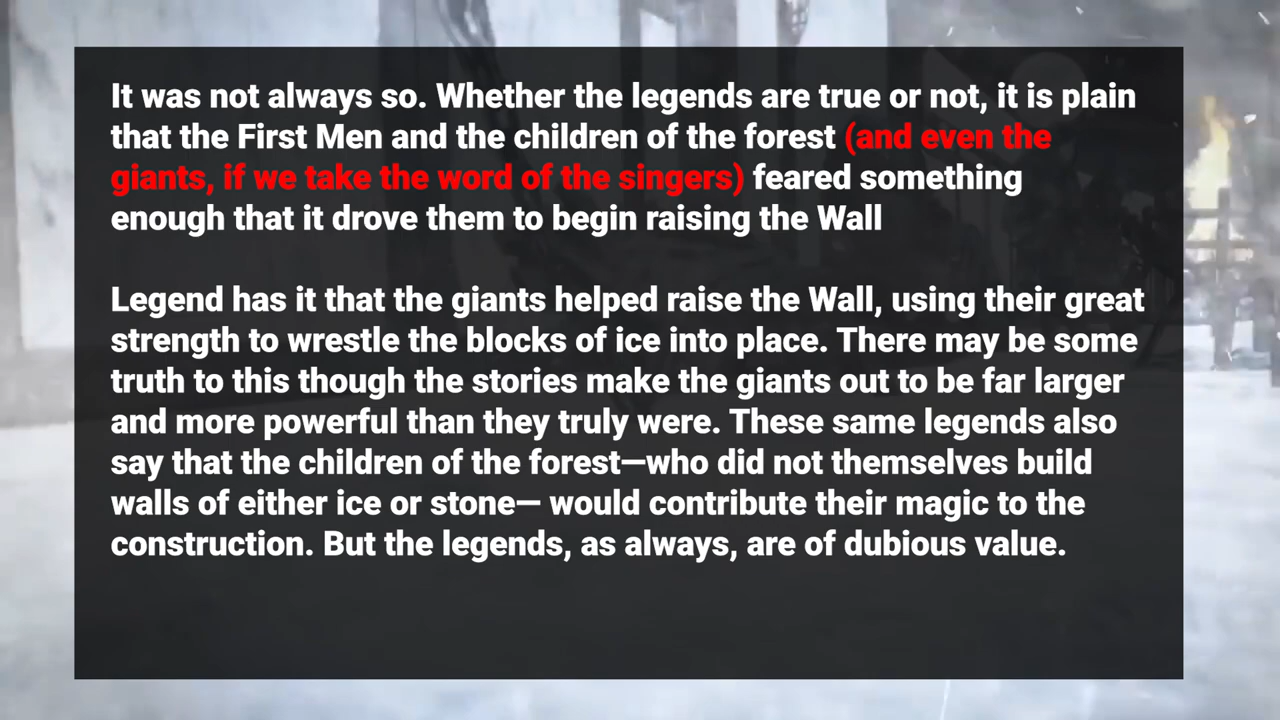 It was not always so. Whether the legends are true or not, it is plain
that the First Men and the children of the forest (and even the
giants, if we take the word of the singers) feared something
enough that it drove them to begin raising the Wall
Legend has it that the giants helped raise the Wall, using their great
strength to wrestle the blocks of ice into place. There may be some
truth to this though the stories make the giants out to be far larger
and more powerful than they truly were. These same legends also
say that the children of the forest—who did not themselves build
walls of either ice or stone— would contribute their magic to the
construction. But the legends, as always, are of dubious value.